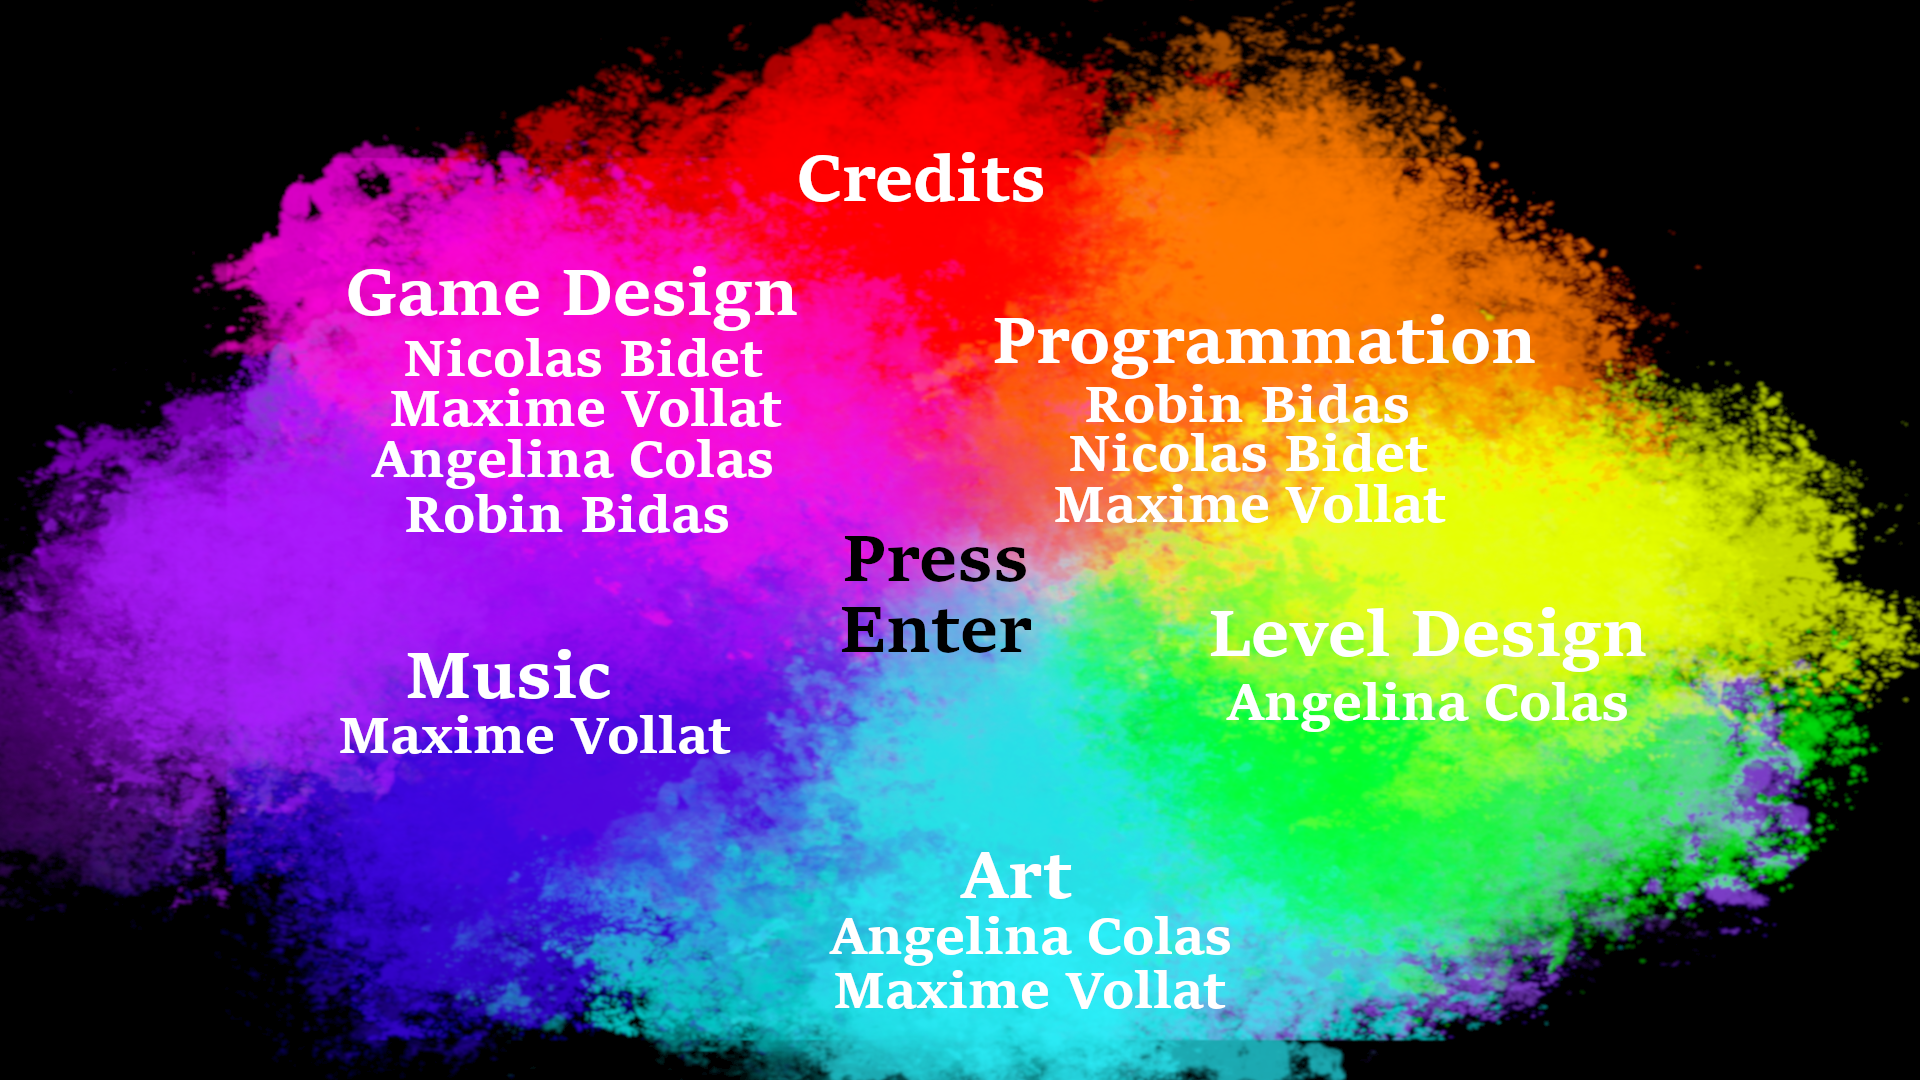 Credits
Game Design
Nicolas Bidet
Maxime Vollat
Angelina Colas
Robin Bidas
Programmation
Robin Bidas
Nicolas Bidet
Maxime Vollat
Press
Enter
Music
Maxime Vollat
Level Design
Angelina Colas
Art
Angelina Colas
Maxime Vollat